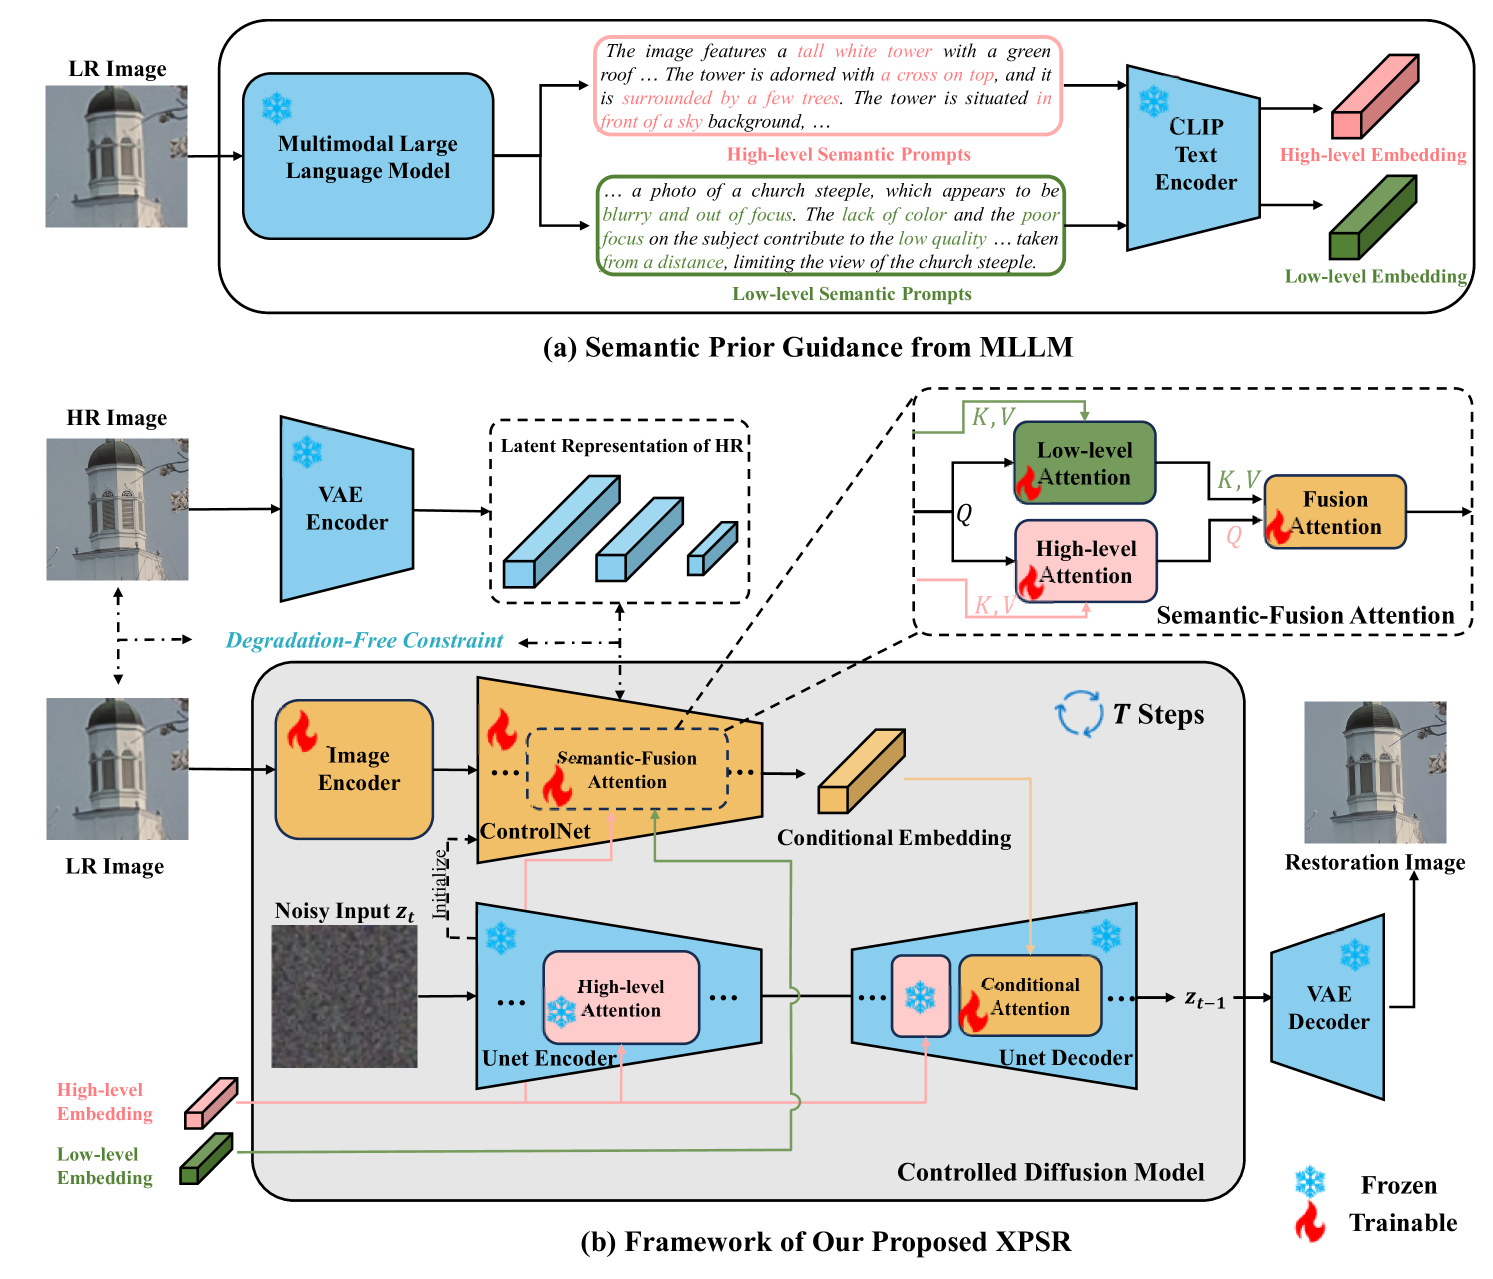 LR Image
Multimodal Large
Language Model
The image features a tall white tower with a green
roof … The tower is adorned with a cross on top, and it
is surrounded by a few trees. The tower is situated in
front of a sky background, …
High-level Semantic Prompts
… a photo of a church steeple, which appears to be
blurry and out of focus. The lack of color and the poor
focus on the subject contribute to the low quality … taken
from a distance, limiting the view of the church steeple.
Low-level Semantic Prompts
CLIP
Text
Encoder
High-level Embedding
Low-level Embedding
(a) Semantic Prior Guidance from MLLM
HR Image
VAE
Encoder
Latent Representation of HR
K, V
Low-level
Attention
Q
High-level
Attention
K, V
K, V
Q
Fusion
Attention
Semantic-Fusion Attention
Degradation-Free Constraint
LR Image
Image
Encoder
Semantic-Fusion
Attention
ControlNet
Conditional Embedding
T Steps
Restoration Image
Initialize
Noisy Input z_t
High-level
Attention
Unet Encoder
Conditional
Attention
Unet Decoder
z_{t−1}
VAE
Decoder
High-level
Embedding
Low-level
Embedding
Controlled Diffusion Model
Frozen
Trainable
(b) Framework of Our Proposed XPSR